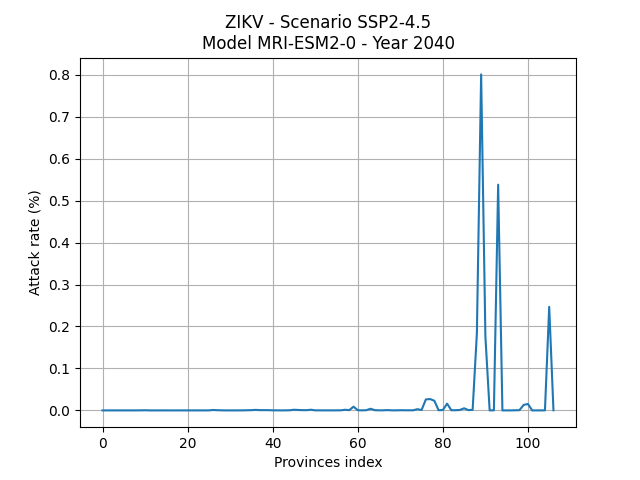 ZIKV - Scenario SSP2-4.5
Model MRI-ESM2-0 - Year 2040
Attack rate (%)
0.8
0.7
0.6
0.5
0.4
0.3
0.2
0.1
0.0
0 20 40 60 80 100
Provinces index